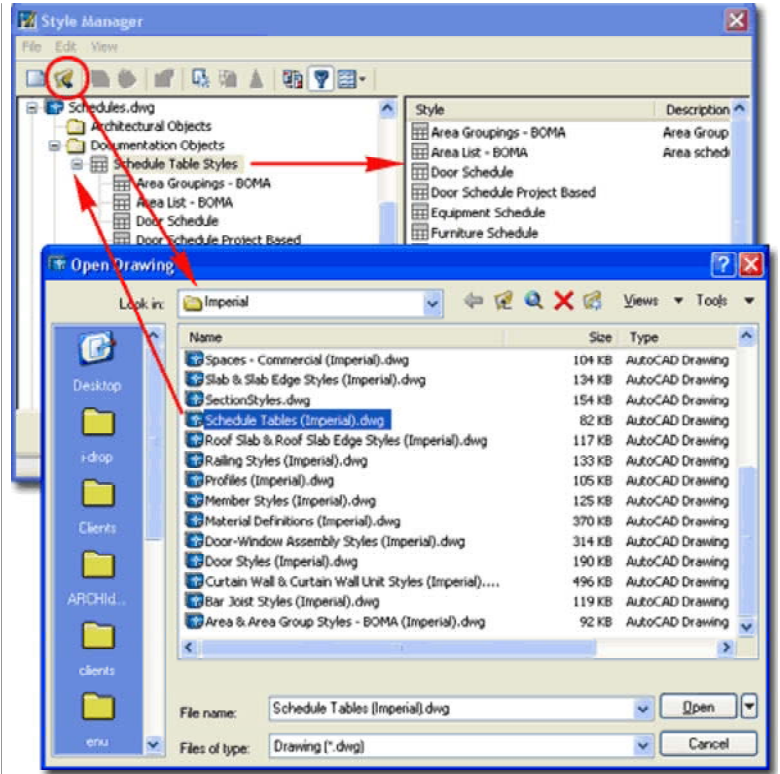 Style Manager
File Edit View
Schedules.dwg
Architectural Objects
Documentation Objects
Schedule Table Styles
Area Groupings - BOMA
Area List - BOMA
Door Schedule
Door Schedule Project Based
Style Description
Area Groupings - BOMA Area Group
Area List - BOMA Area schedu
Door Schedule
Door Schedule Project Based
Equipment Schedule
Furniture Schedule
Open Drawing
Look in: Imperial Views Tools
Name Size Type
Spaces - Commercial (Imperial).dwg 104 KB AutoCAD Drawing
Slab & Slab Edge Styles (Imperial).dwg 134 KB AutoCAD Drawing
SectionStyles.dwg 154 KB AutoCAD Drawing
Schedule Tables (Imperial).dwg 82 KB AutoCAD Drawing
Roof Slab & Roof Slab Edge Styles (Imperial).dwg 117 KB AutoCAD Drawing
Railing Styles (Imperial).dwg 133 KB AutoCAD Drawing
Profiles (Imperial).dwg 105 KB AutoCAD Drawing
Member Styles (Imperial).dwg 125 KB AutoCAD Drawing
Material Definitions (Imperial).dwg 370 KB AutoCAD Drawing
Door-Window Assembly Styles (Imperial).dwg 314 KB AutoCAD Drawing
Door Styles (Imperial).dwg 190 KB AutoCAD Drawing
Curtain Wall & Curtain Wall Unit Styles (Imperial).... 496 KB AutoCAD Drawing
Bar Joist Styles (Imperial).dwg 119 KB AutoCAD Drawing
Area & Area Group Styles - BOMA (Imperial).dwg 92 KB AutoCAD Drawing
Desktop
i-drop
Clients
ARCHId...
clients
enu
File name: Schedule Tables (Imperial).dwg Open
Files of type: Drawing (*.dwg) Cancel